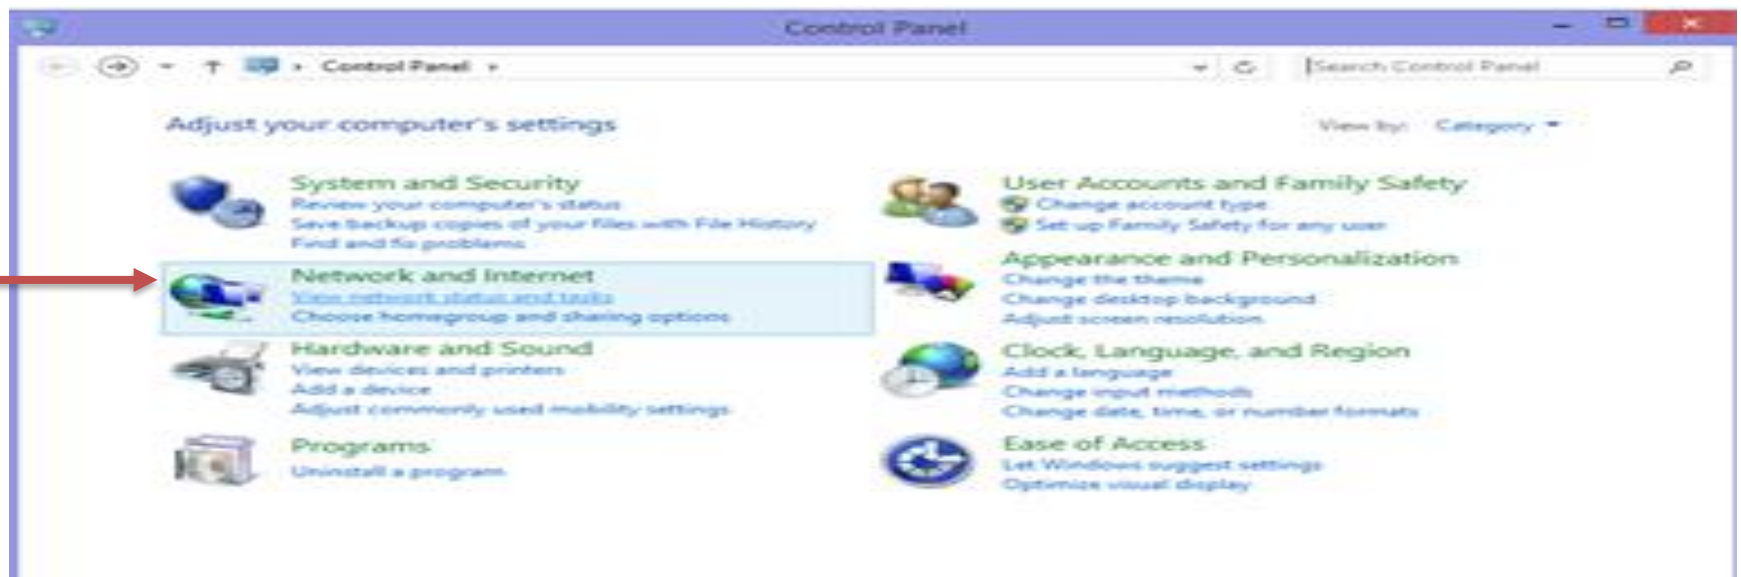 Control Panel
Control Panel
Search Control Panel
Adjust your computer's settings
View by: Category
System and Security
Review your computer's status
Save backup copies of your files with File History
Find and fix problems
Network and Internet
View network status and tasks
Choose homegroup and sharing options
Hardware and Sound
View devices and printers
Add a device
Adjust commonly used mobility settings
Programs
Uninstall a program
User Accounts and Family Safety
Change account type
Set up Family Safety for any user
Appearance and Personalization
Change the theme
Change desktop background
Adjust screen resolution
Clock, Language, and Region
Add a language
Change input methods
Change date, time, or number formats
Ease of Access
Let Windows suggest settings
Optimize visual display